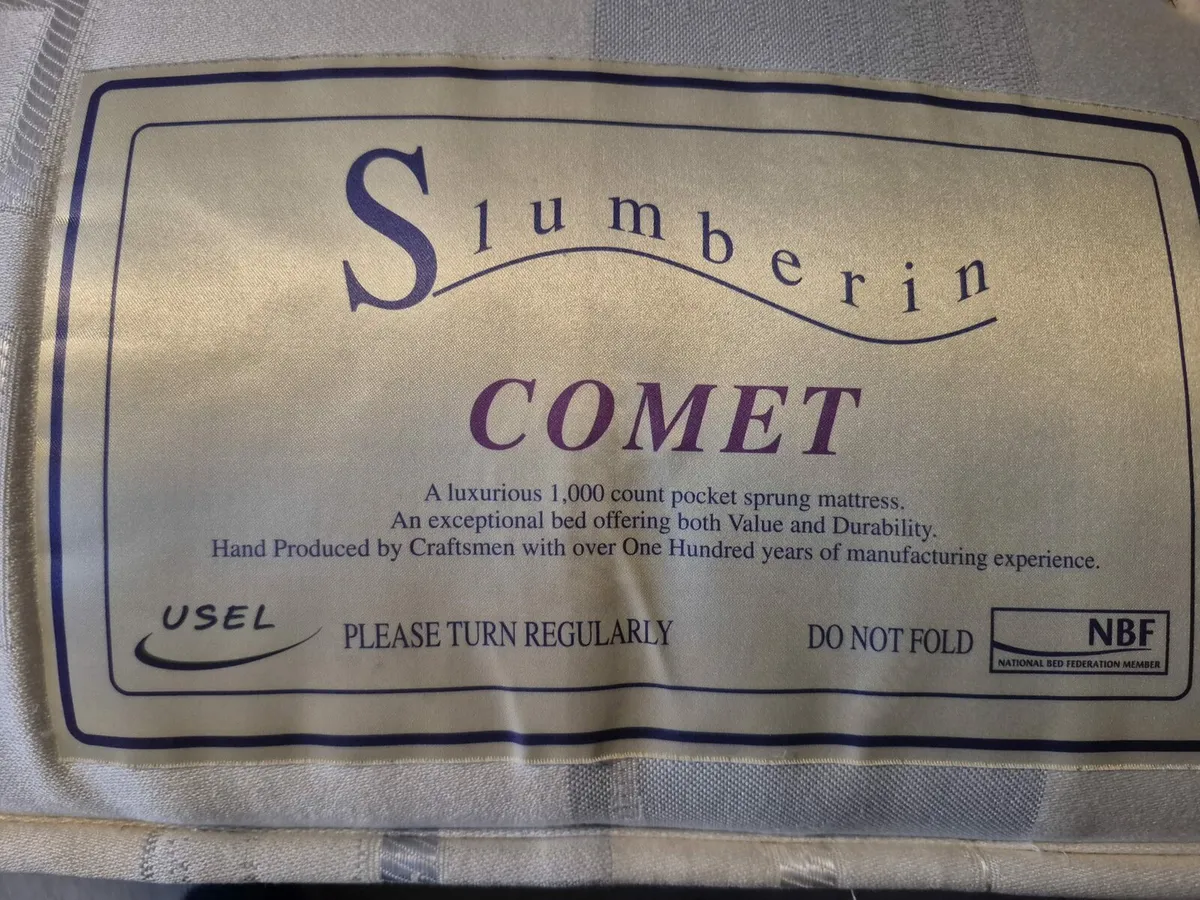 Slumberin
COMET
A luxurious 1,000 count pocket sprung mattress.
An exceptional bed offering both Value and Durability.
Hand Produced by Craftsmen with over One Hundred years of manufacturing experience.
USEL
PLEASE TURN REGULARLY
DO NOT FOLD
NBF
NATIONAL BED FEDERATION MEMBER